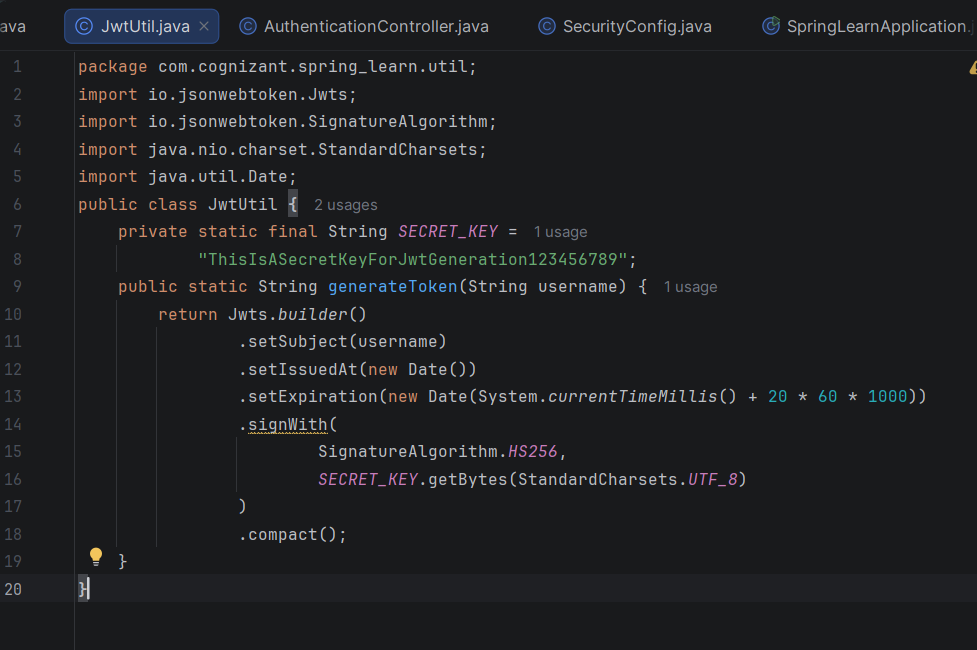 ava JwtUtil.java AuthenticationController.java SecurityConfig.java SpringLearnApplication.j
1 package com.cognizant.spring_learn.util;
2 import io.jsonwebtoken.Jwts;
3 import io.jsonwebtoken.SignatureAlgorithm;
4 import java.nio.charset.StandardCharsets;
5 import java.util.Date;
6 public class JwtUtil { 2 usages
7 private static final String SECRET_KEY = 1 usage
8 "ThisIsASecretKeyForJwtGeneration123456789";
9 public static String generateToken(String username) { 1 usage
10 return Jwts.builder()
11 .setSubject(username)
12 .setIssuedAt(new Date())
13 .setExpiration(new Date(System.currentTimeMillis() + 20 * 60 * 1000))
14 .signWith(
15 SignatureAlgorithm.HS256,
16 SECRET_KEY.getBytes(StandardCharsets.UTF_8)
17 )
18 .compact();
19 }
20 }